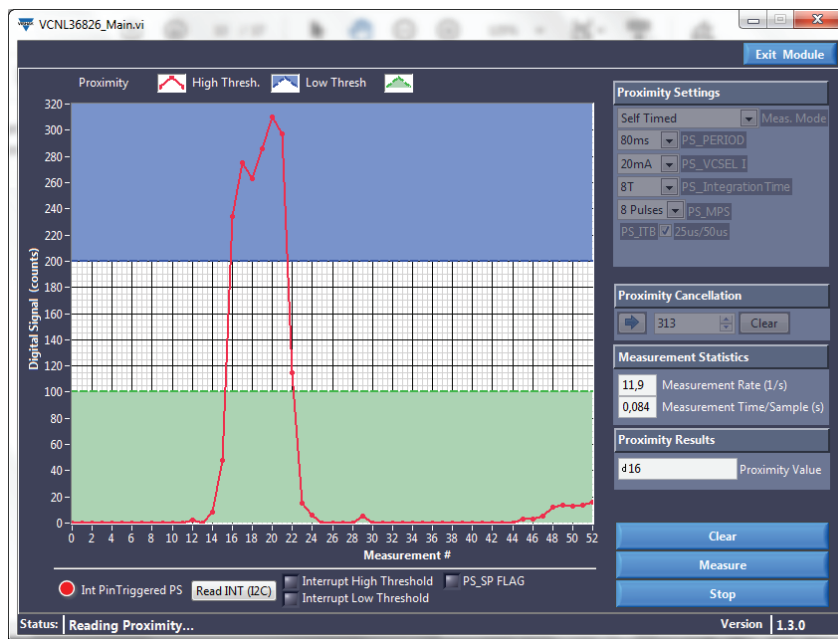 VISHAY VCNL36826_Main.vi
Exit Module
Proximity High Thresh. Low Thresh
Digital Signal (counts)
320
300
280
260
240
220
200
180
160
140
120
100
80
60
40
20
0
0 2 4 6 8 10 12 14 16 18 20 22 24 26 28 30 32 34 36 38 40 42 44 46 48 50 52
Measurement #
Proximity Settings
Self Timed Meas. Mode
80ms PS_PERIOD
20mA PS_VCSEL I
8T PS_IntegrationTime
8 Pulses PS_MPS
PS_ITB 25us/50us
Proximity Cancellation
313 Clear
Measurement Statistics
11,9 Measurement Rate (1/s)
0,084 Measurement Time/Sample (s)
Proximity Results
d16 Proximity Value
Clear
Measure
Stop
Int PinTriggered PS Read INT (I2C) Interrupt High Threshold PS_SP FLAG
Interrupt Low Threshold
Status: Reading Proximity... Version 1.3.0